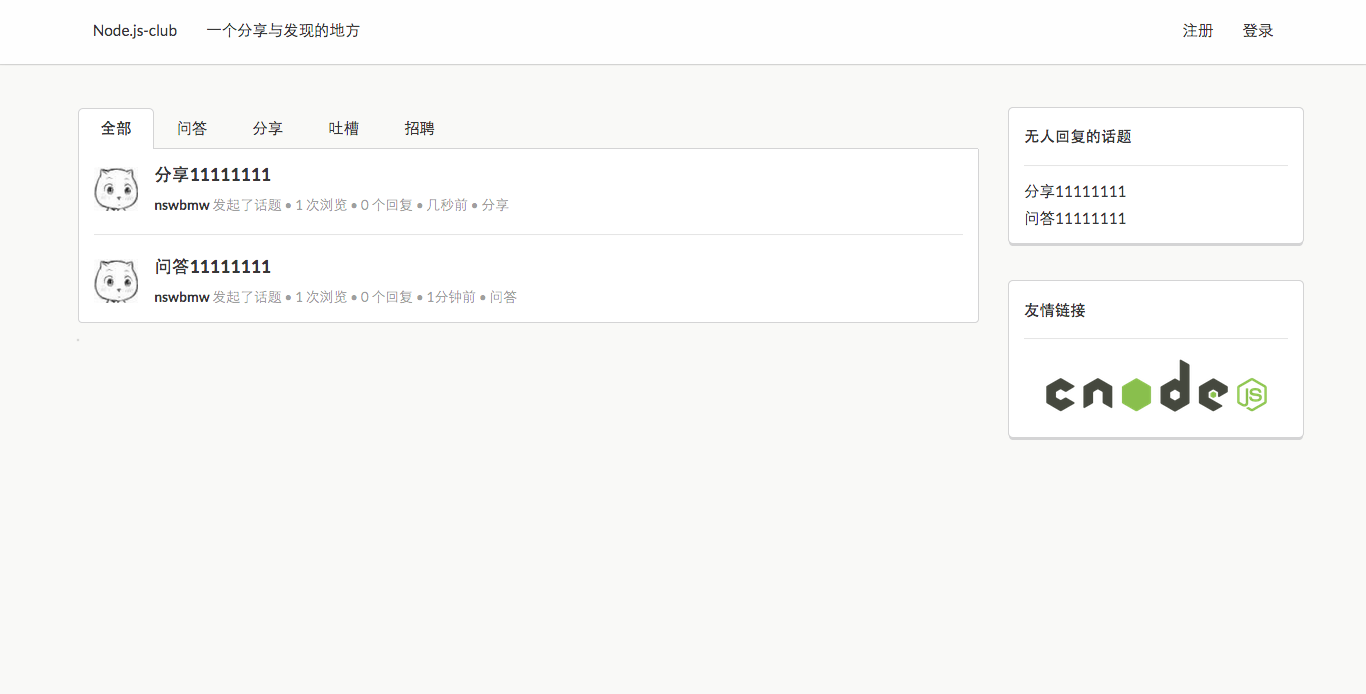 Node.js-club 一个分享与发现的地方 注册 登录
全部 问答 分享 吐槽 招聘
分享11111111
nswbmw 发起了话题 • 1 次浏览 • 0 个回复 • 几秒前 • 分享
问答11111111
nswbmw 发起了话题 • 1 次浏览 • 0 个回复 • 1分钟前 • 问答
无人回复的话题
分享11111111
问答11111111
友情链接
cnode JS